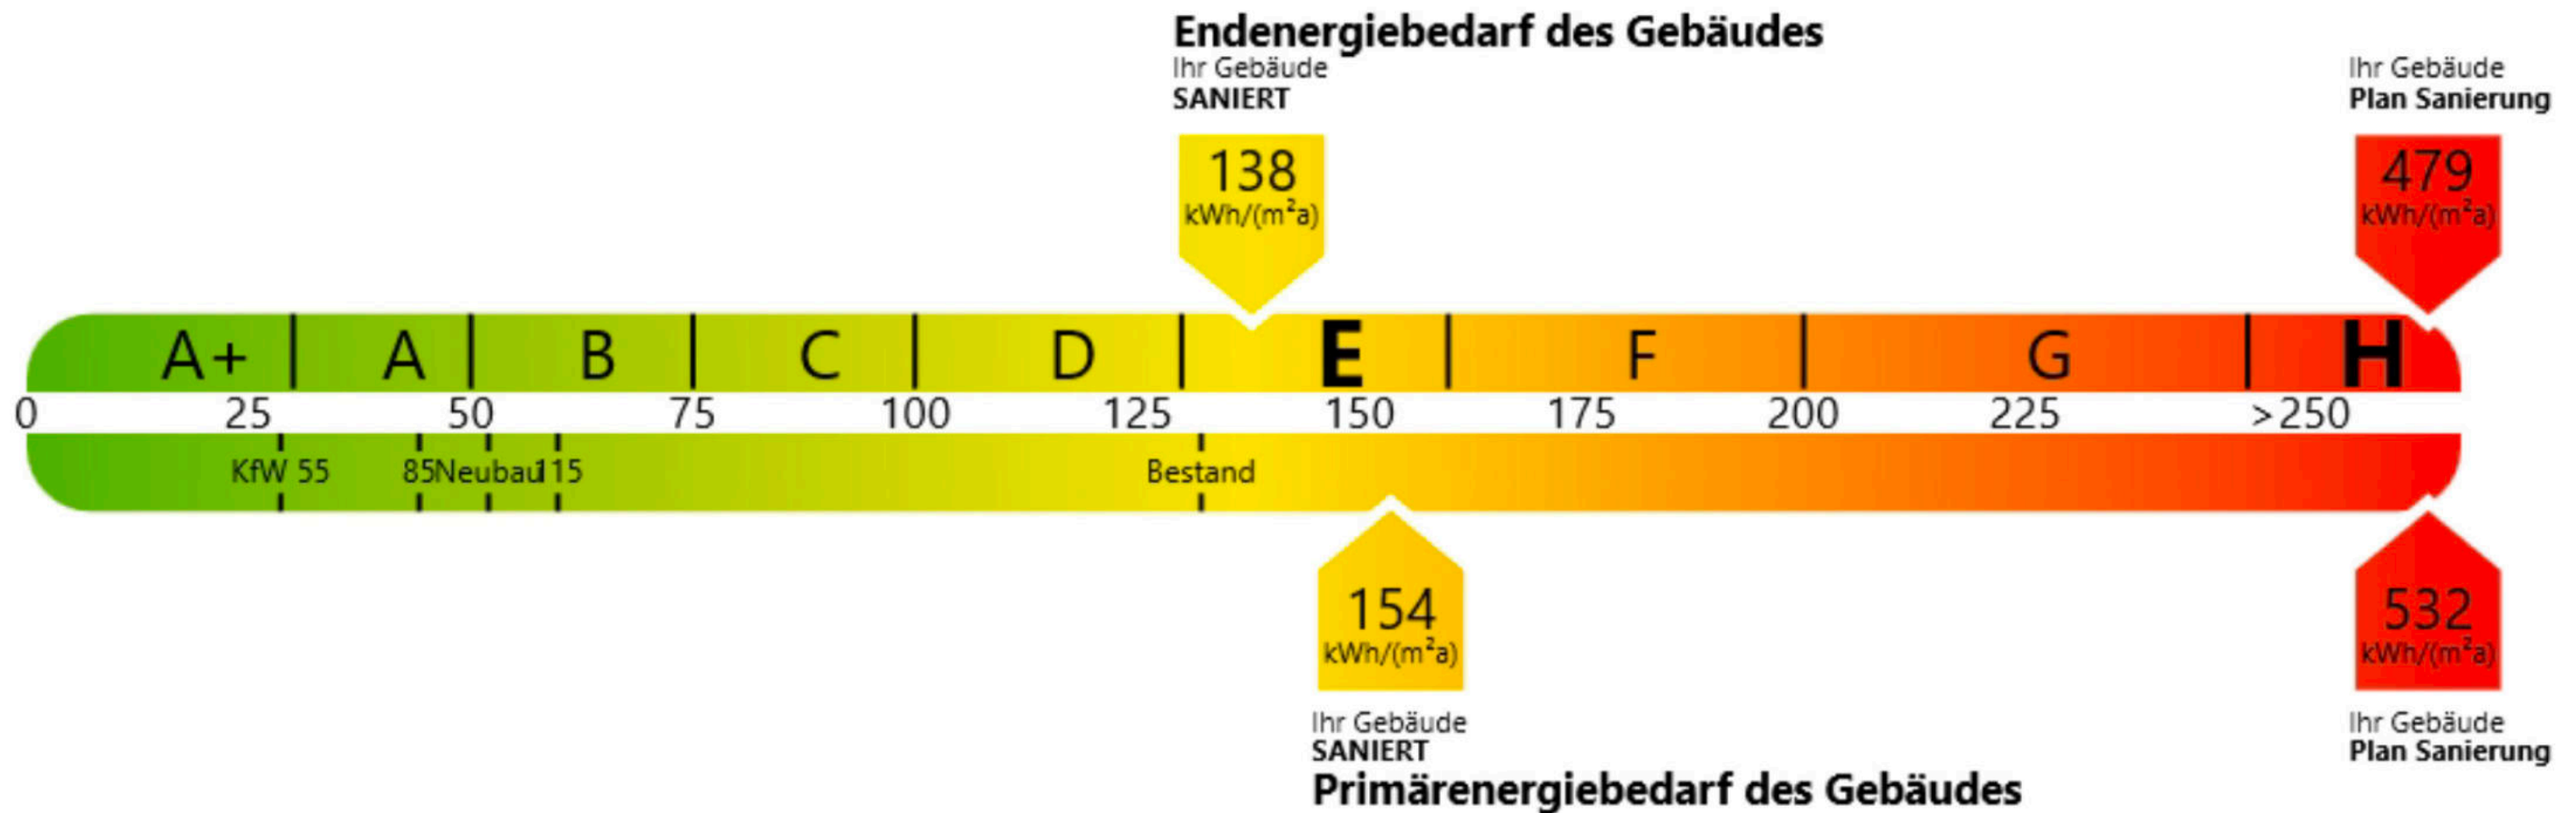 Endenergiebedarf des Gebäudes
Ihr Gebäude
SANIERT
138
kWh/(m²a)
Ihr Gebäude
Plan Sanierung
479
kWh/(m²a)
A+ A B C D E F G H
0 25 50 75 100 125 150 175 200 225 >250
KfW 55 85 Neubau 115 Bestand
154
kWh/(m²a)
Ihr Gebäude
SANIERT
Primärenergiebedarf des Gebäudes
532
kWh/(m²a)
Ihr Gebäude
Plan Sanierung